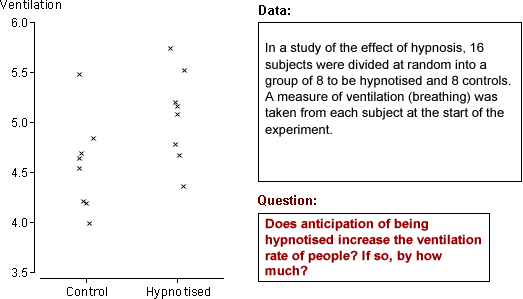 Ventilation
6.0
5.5
5.0
4.5
4.0
3.5
Control Hypnotised
Data:
In a study of the effect of hypnosis, 16
subjects were divided at random into a
group of 8 to be hypnotised and 8 controls.
A measure of ventilation (breathing) was
taken from each subject at the start of the
experiment.
Question:
Does anticipation of being
hypnotised increase the ventilation
rate of people? If so, by how
much?